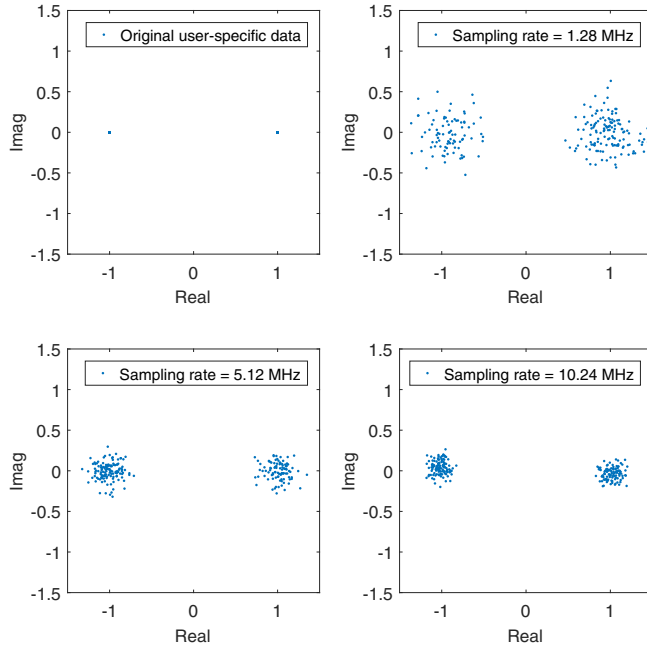 1.5
Original user-specific data
1
0.5
0
-0.5
-1
-1.5
Imag
-1 0 1
Real
1.5
Sampling rate = 1.28 MHz
1
0.5
0
-0.5
-1
-1.5
Imag
-1 0 1
Real
1.5
Sampling rate = 5.12 MHz
1
0.5
0
-0.5
-1
-1.5
Imag
-1 0 1
Real
1.5
Sampling rate = 10.24 MHz
1
0.5
0
-0.5
-1
-1.5
Imag
-1 0 1
Real